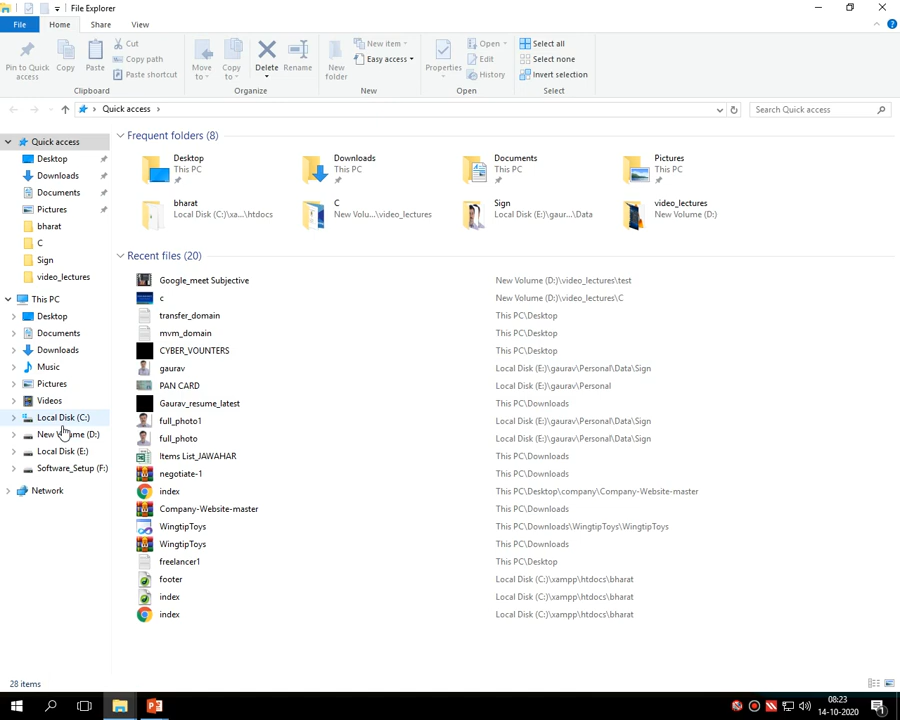 File Explorer
File Home Share View
Pin to Quick access
Copy
Paste
Cut
Copy path
Paste shortcut
Clipboard
Move to
Copy to
Delete
Rename
Organize
New folder
New item
Easy access
New
Properties
Open
Edit
History
Open
Select all
Select none
Invert selection
Select
Quick access
Search Quick access
Quick access
Desktop
Downloads
Documents
Pictures
bharat
C
Sign
video_lectures
This PC
Desktop
Documents
Downloads
Music
Pictures
Videos
Local Disk (C:)
New Volume (D:)
Local Disk (E:)
Software_Setup (F:)
Network
Frequent folders (8)
Desktop
This PC
Downloads
This PC
Documents
This PC
Pictures
This PC
bharat
Local Disk (C:)\xa...\htdocs
C
New Volu...\video_lectures
Sign
Local Disk (E:)\gaur...\Data
video_lectures
New Volume (D:)
Recent files (20)
Google_meet Subjective New Volume (D:)\video_lectures\test
c New Volume (D:)\video_lectures\C
transfer_domain This PC\Desktop
mvm_domain This PC\Desktop
CYBER_VOUNTERS This PC\Desktop
gaurav Local Disk (E:)\gaurav\Personal\Data\Sign
PAN CARD Local Disk (E:)\gaurav\Personal
Gaurav_resume_latest This PC\Downloads
full_photo1 Local Disk (E:)\gaurav\Personal\Data\Sign
full_photo Local Disk (E:)\gaurav\Personal\Data\Sign
Items List_JAWAHAR This PC\Downloads
negotiate-1 This PC\Downloads
index This PC\Desktop\company\Company-Website-master
Company-Website-master This PC\Downloads
WingtipToys This PC\Downloads\WingtipToys\WingtipToys
WingtipToys This PC\Downloads
freelancer1 This PC\Desktop
footer Local Disk (C:)\xampp\htdocs\bharat
index Local Disk (C:)\xampp\htdocs\bharat
index Local Disk (C:)\xampp\htdocs\bharat
28 items
08:23
14-10-2020